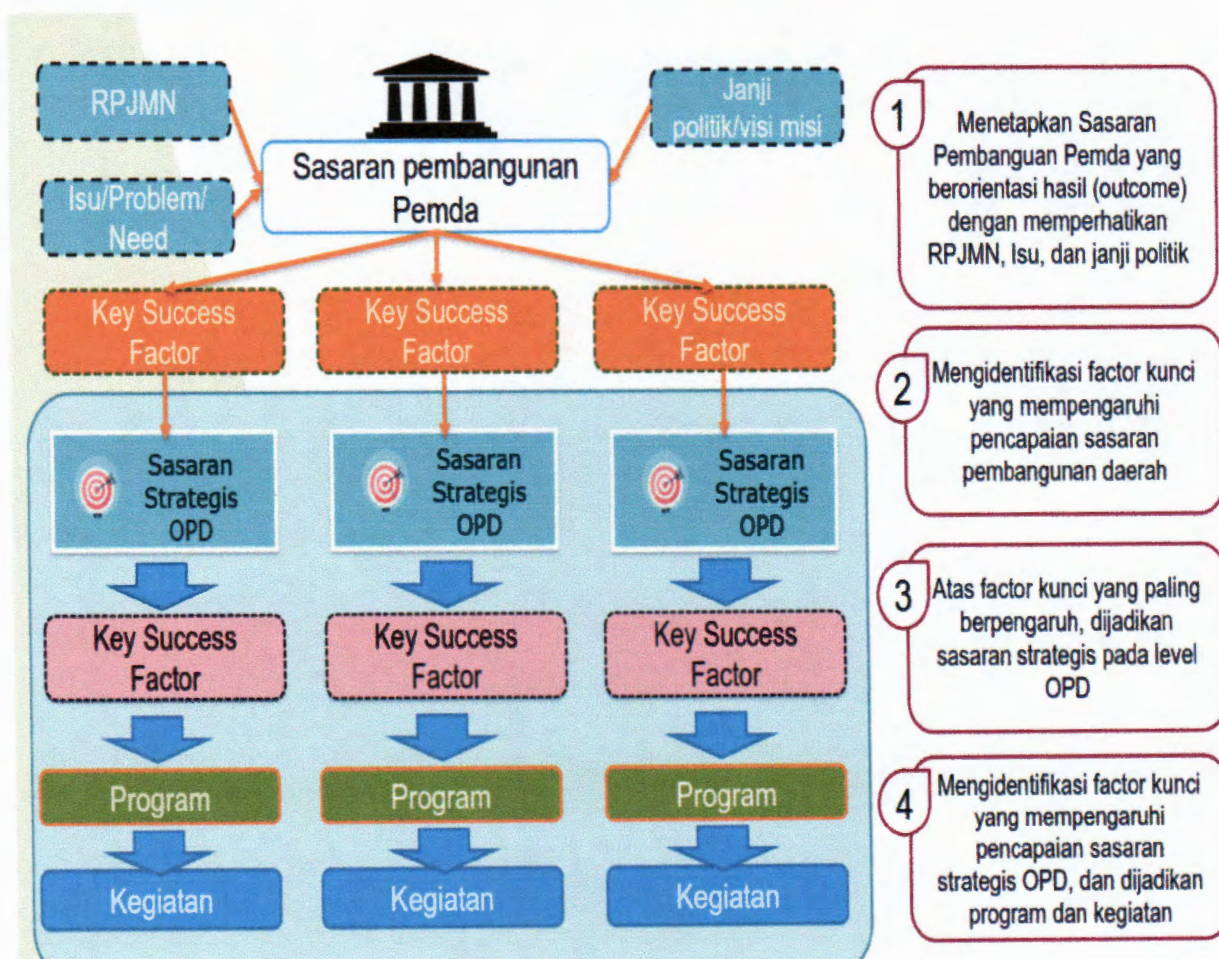 RPJMN
Janji
politik/visi misi
Isu/Problem/
Need
Sasaran pembangunan
Pemda
Key Success
Factor
Key Success
Factor
Key Success
Factor
Sasaran
Strategis
OPD
Sasaran
Strategis
OPD
Sasaran
Strategis
OPD
Key Success
Factor
Key Success
Factor
Key Success
Factor
Program
Program
Program
Kegiatan
Kegiatan
Kegiatan
1
Menetapkan Sasaran
Pembanguan Pemda yang
berorientasi hasil (outcome)
dengan memperhatikan
RPJMN, Isu, dan janji politik
2
Mengidentifikasi factor kunci
yang mempengaruhi
pencapaian sasaran
pembangunan daerah
3
Atas factor kunci yang paling
berpengaruh, dijadikan
sasaran strategis pada level
OPD
4
Mengidentifikasi factor kunci
yang mempengaruhi
pencapaian sasaran
strategis OPD, dan dijadikan
program dan kegiatan